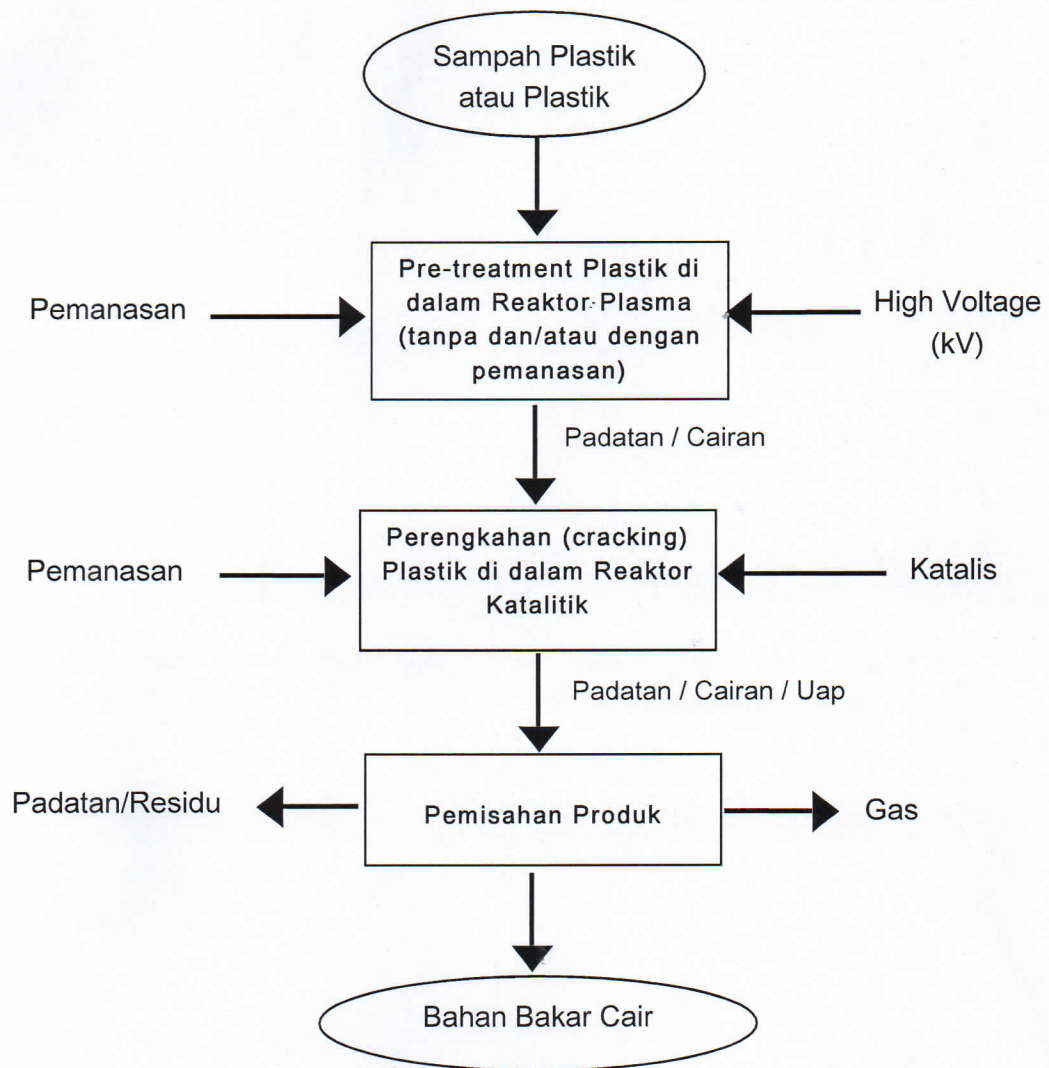 Sampah Plastik
atau Plastik
Pre-treatment Plastik di
dalam Reaktor Plasma
(tanpa dan/atau dengan
pemanasan)
Pemanasan
High Voltage
(kV)
Padatan / Cairan
Perengkahan (cracking)
Plastik di dalam Reaktor
Katalitik
Pemanasan
Katalis
Padatan / Cairan / Uap
Padatan/Residu
Pemisahan Produk
Gas
Bahan Bakar Cair